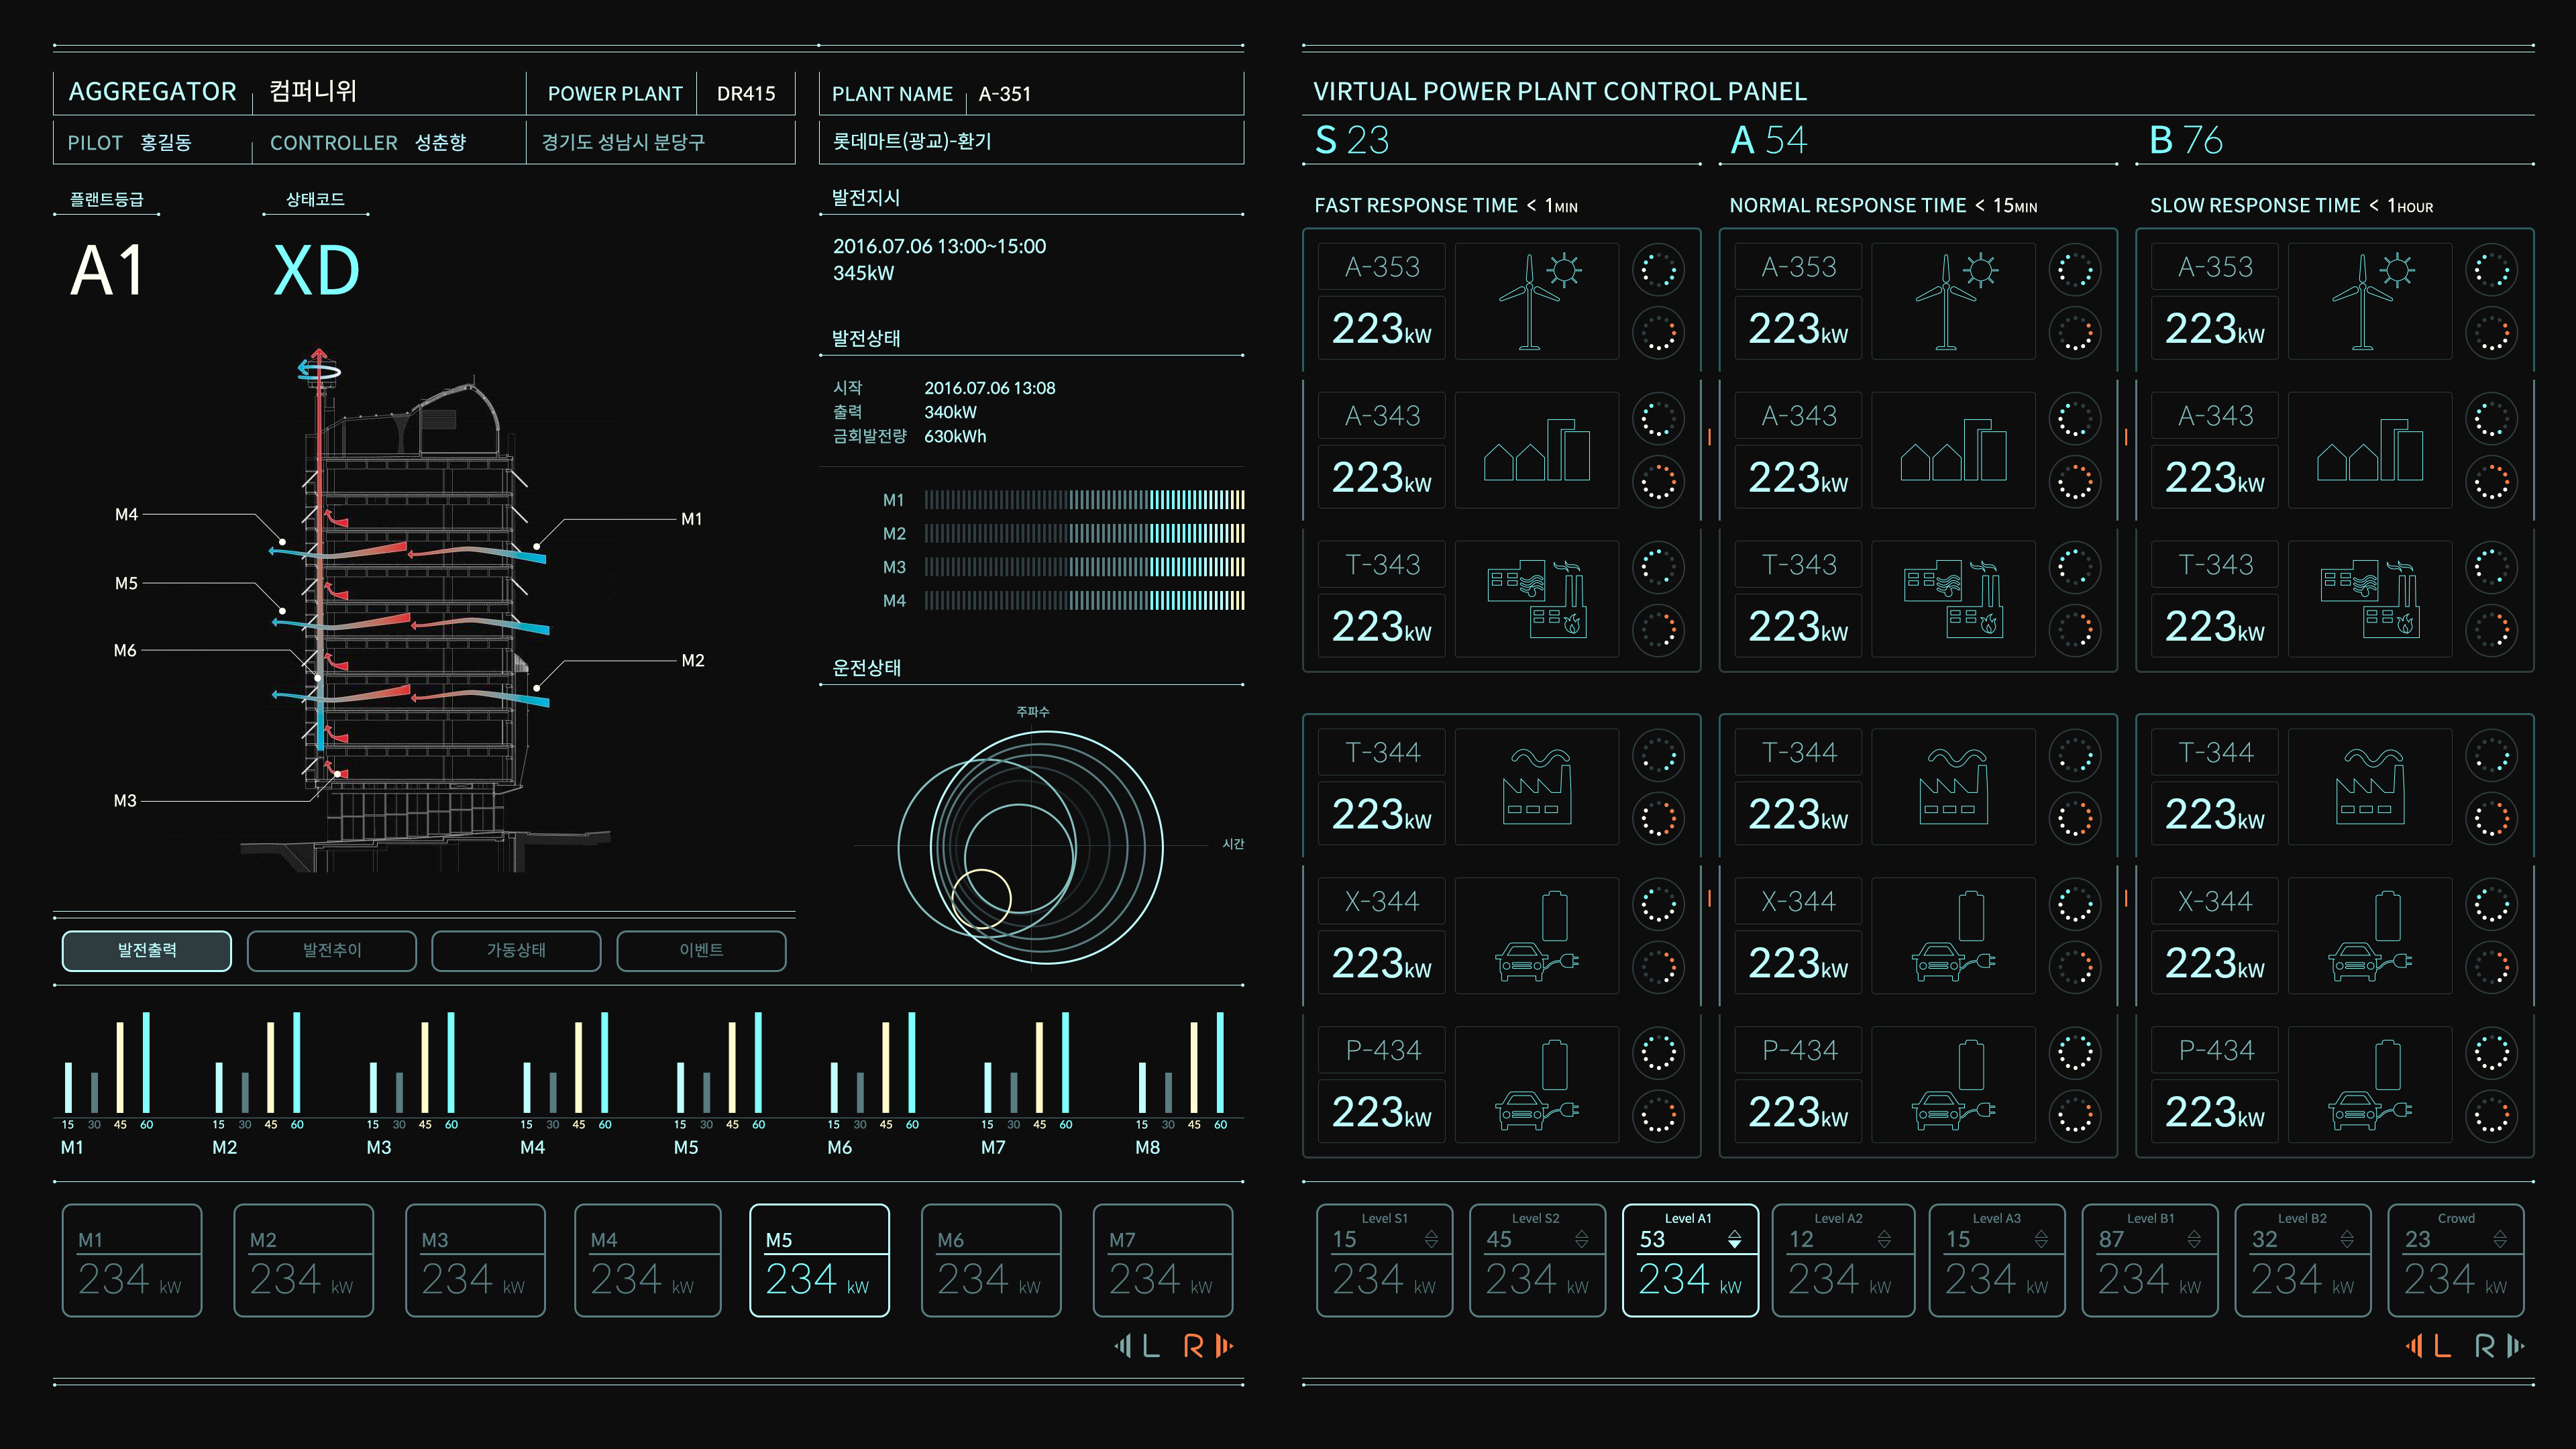 AGGREGATOR 컴퍼니위 POWER PLANT DR415
PILOT 홍길동 CONTROLLER 성춘향 경기도 성남시 분당구
플랜트등급 상태코드
A1 XD
M4
M5
M6
M3
M1
M2
PLANT NAME A-351
롯데마트(광교)-환기
발전지시
2016.07.06 13:00~15:00
345kW
발전상태
시작 2016.07.06 13:08
출력 340kW
금회발전량 630kWh
M1
M2
M3
M4
운전상태
주파수
시간
발전출력 발전추이 가동상태 이벤트
15 30 45 60 15 30 45 60 15 30 45 60 15 30 45 60 15 30 45 60 15 30 45 60 15 30 45 60 15 30 45 60
M1 M2 M3 M4 M5 M6 M7 M8
M1 M2 M3 M4 M5 M6 M7
234 kW 234 kW 234 kW 234 kW 234 kW 234 kW 234 kW
L R
VIRTUAL POWER PLANT CONTROL PANEL
S 23 A 54 B 76
FAST RESPONSE TIME < 1MIN NORMAL RESPONSE TIME < 15MIN SLOW RESPONSE TIME < 1HOUR
A-353 A-353 A-353
223kW 223kW 223kW
A-343 A-343 A-343
223kW 223kW 223kW
T-343 T-343 T-343
223kW 223kW 223kW
T-344 T-344 T-344
223kW 223kW 223kW
X-344 X-344 X-344
223kW 223kW 223kW
P-434 P-434 P-434
223kW 223kW 223kW
Level S1 Level S2 Level A1 Level A2 Level A3 Level B1 Level B2 Crowd
15 45 53 12 15 87 32 23
234 kW 234 kW 234 kW 234 kW 234 kW 234 kW 234 kW 234 kW
L R